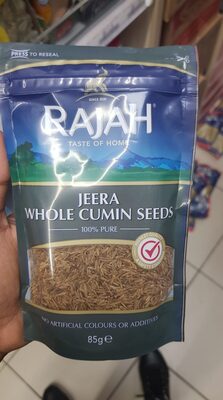 PRESS TO RESEAL
RAJAH
TASTE OF HOME
JEERA
WHOLE CUMIN SEEDS
100% PURE
NO ARTIFICIAL COLOURS OR ADDITIVES
85g e